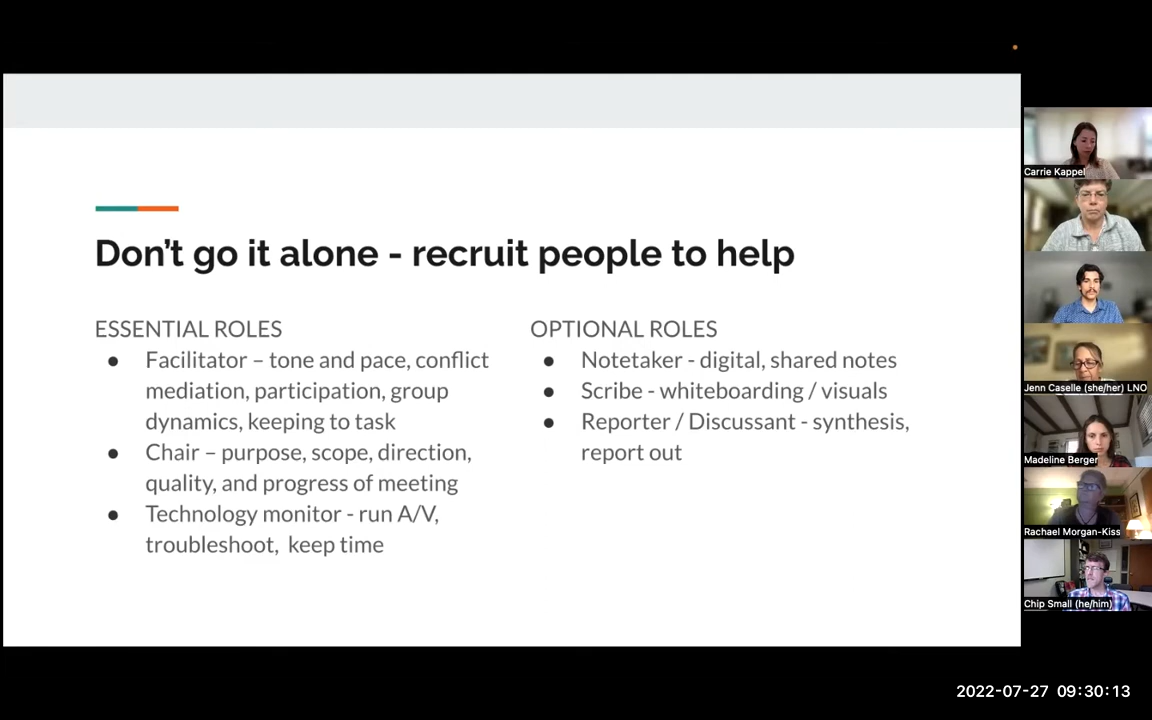 Don't go it alone - recruit people to help
ESSENTIAL ROLES
● Facilitator – tone and pace, conflict
mediation, participation, group
dynamics, keeping to task
● Chair – purpose, scope, direction,
quality, and progress of meeting
● Technology monitor - run A/V,
troubleshoot, keep time
OPTIONAL ROLES
● Notetaker - digital, shared notes
● Scribe - whiteboarding / visuals
● Reporter / Discussant - synthesis,
report out
Carrie Kappel
Jenn Caselle (she/her) LNO
Madeline Berger
Rachael Morgan-Kiss
Chip Small (he/him)
2022-07-27 09:30:13